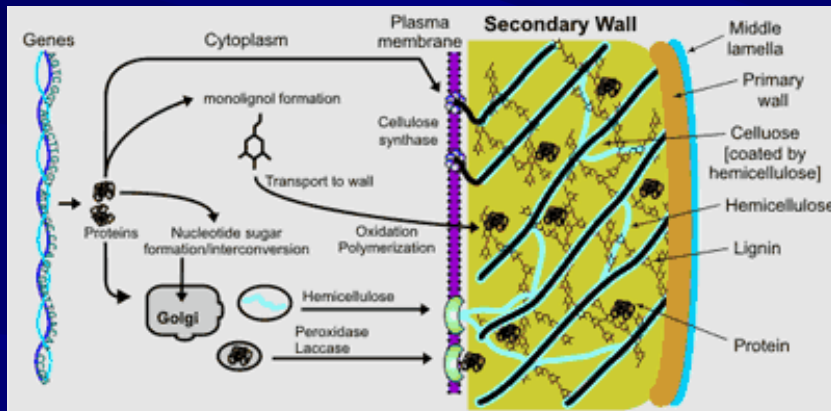 Genes
Cytoplasm
Plasma
membrane
Secondary Wall
Middle
lamella
Primary
wall
monolignol formation
Cellulose
synthase
Celluose
[coated by
hemicellulose]
Transport to wall
Hemicellulose
Proteins
Nucleotide sugar
formation/interconversion
Oxidation
Polymerization
Lignin
Golgi
Hemicellulose
Peroxidase
Laccase
Protein